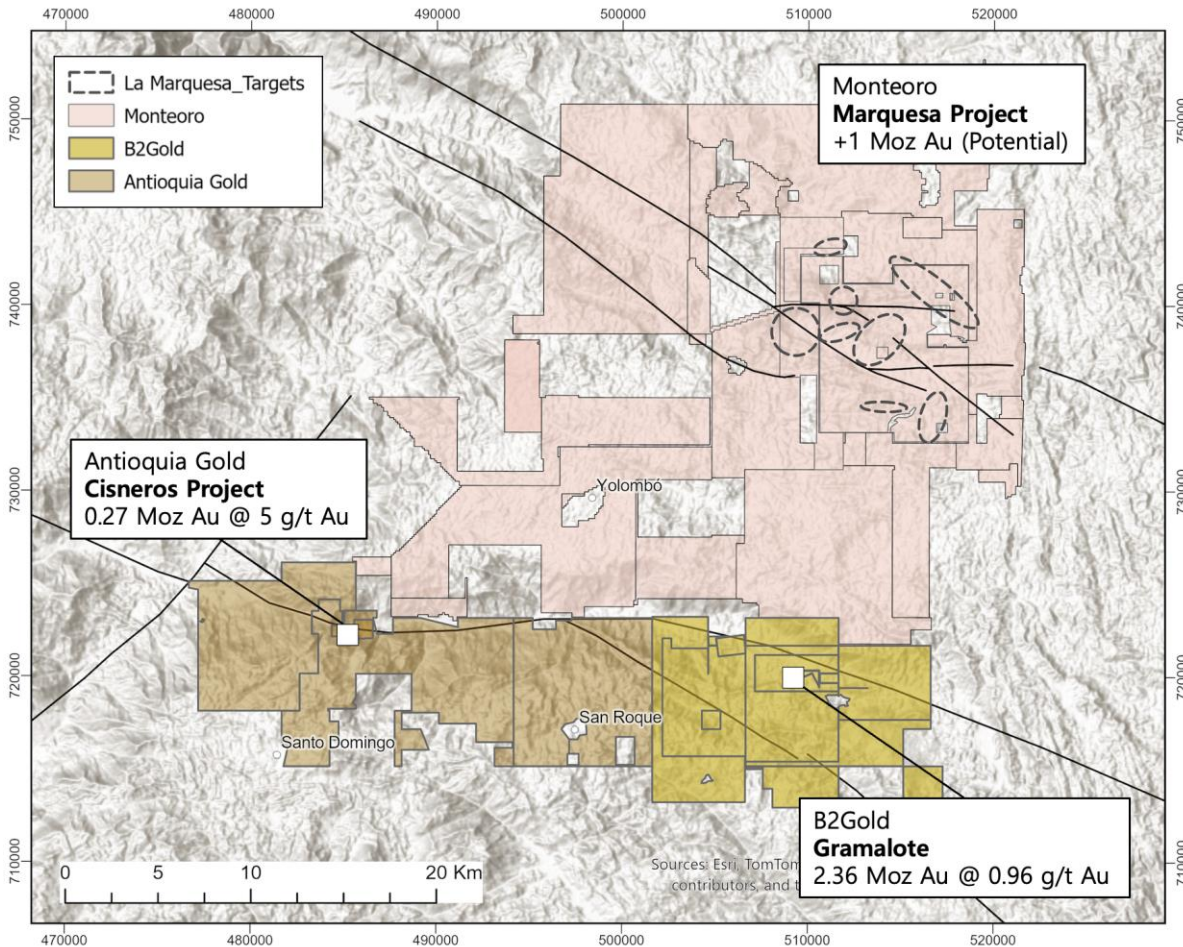 470000 480000 490000 500000 510000 520000
La Marquesa_Targets
Monteoro
B2Gold
Antioquia Gold
Monteoro
Marquesa Project
+1 Moz Au (Potential)
750000
750000
740000
740000
730000
730000
720000
720000
710000
710000
Antioquia Gold
Cisneros Project
0.27 Moz Au @ 5 g/t Au
Yolombó
San Roque
Santo Domingo
B2Gold
Gramalote
2.36 Moz Au @ 0.96 g/t Au
0 5 10 20 Km
Sources: Esri, TomTom
contributors, and
470000 480000 490000 500000 510000 520000